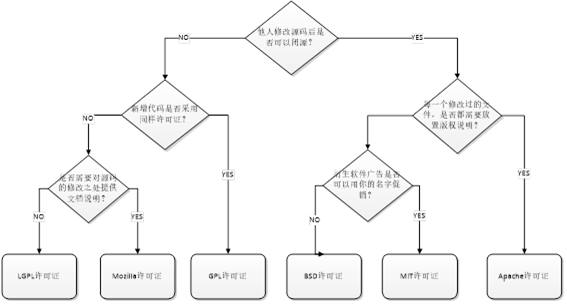 他人修改源码后是
否可以闭源?
NO
YES
新增代码是否采用
同样许可证?
每一个修改过的文
件,是否都需要放
置版权说明?
NO
YES
NO
YES
是否需要对源码
的修改之处提供
文档说明?
衍生软件广告是否
可以用你的名字促
销?
NO
YES
NO
YES
LGPL许可证
Mozilla许可证
GPL许可证
BSD许可证
MIT许可证
Apache许可证